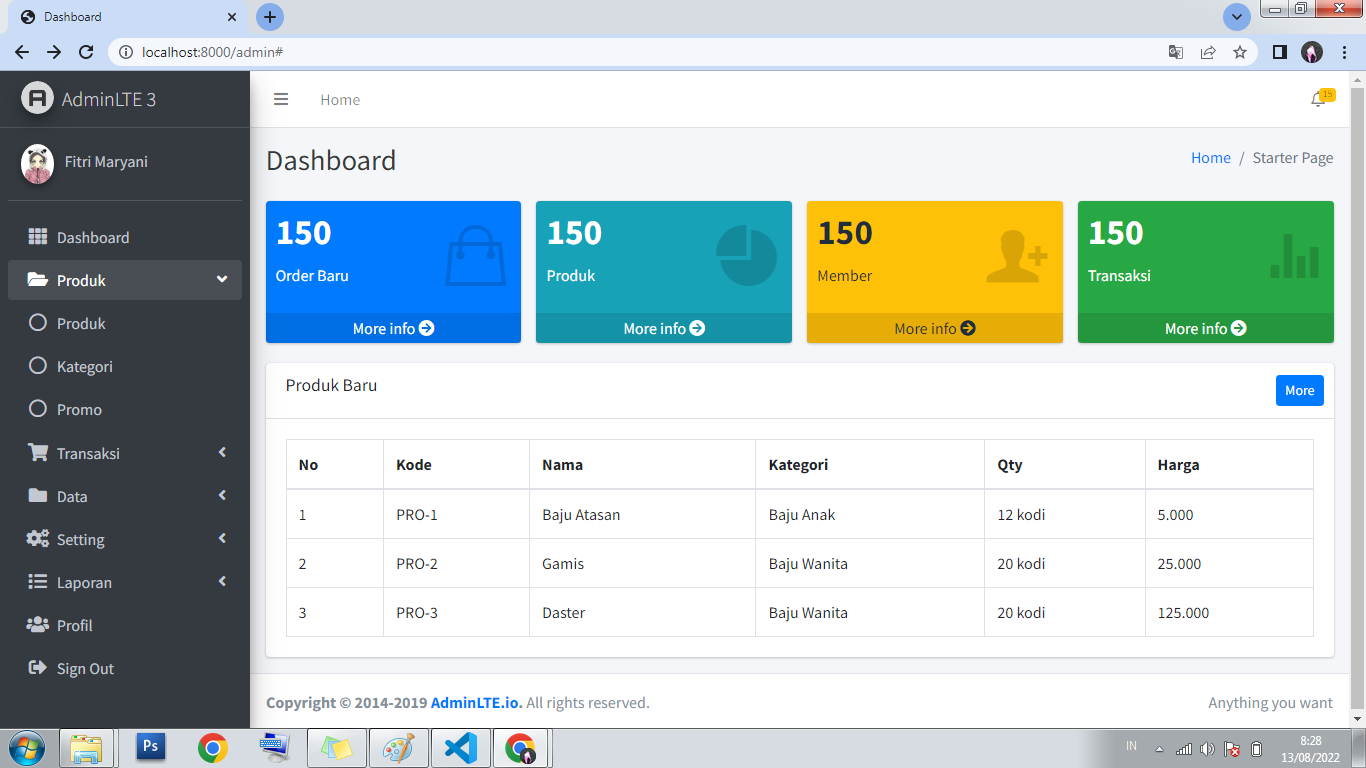 Dashboard
localhost:8000/admin#
AdminLTE 3
Home
15
Fitri Maryani
Dashboard
Produk
Produk
Kategori
Promo
Transaksi
Data
Setting
Laporan
Profil
Sign Out
Dashboard
Home / Starter Page
150
Order Baru
More info
150
Produk
More info
150
Member
More info
150
Transaksi
More info
Produk Baru
More
No Kode Nama Kategori Qty Harga
1 PRO-1 Baju Atasan Baju Anak 12 kodi 5.000
2 PRO-2 Gamis Baju Wanita 20 kodi 25.000
3 PRO-3 Daster Baju Wanita 20 kodi 125.000
Copyright © 2014-2019 AdminLTE.io. All rights reserved.
Anything you want
Ps
IN
8:28
13/08/2022